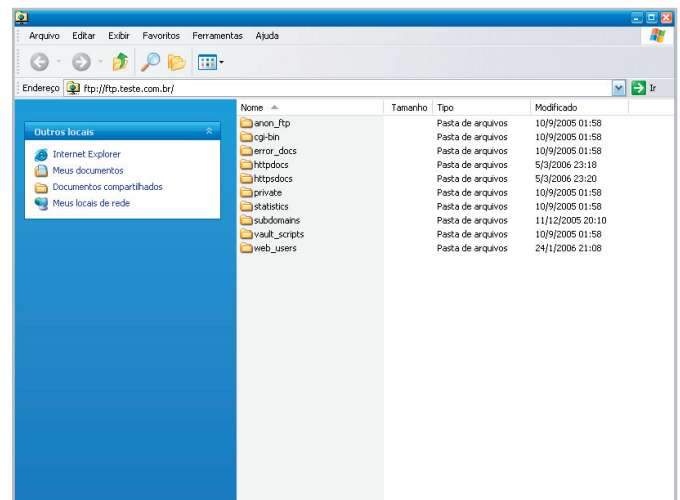 Arquivo Editar Exibir Favoritos Ferramentas Ajuda
Endereço ftp://ftp.teste.com.br/ Ir
Outros locais
Internet Explorer
Meus documentos
Documentos compartilhados
Meus locais de rede
Nome Tamanho Tipo Modificado
anon_ftp Pasta de arquivos 10/9/2005 01:58
cgi-bin Pasta de arquivos 10/9/2005 01:58
error_docs Pasta de arquivos 10/9/2005 01:58
httpdocs Pasta de arquivos 5/3/2006 23:18
httpsdocs Pasta de arquivos 5/3/2006 23:20
private Pasta de arquivos 10/9/2005 01:58
statistics Pasta de arquivos 10/9/2005 01:58
subdomains Pasta de arquivos 11/12/2005 20:10
vault_scripts Pasta de arquivos 10/9/2005 01:58
web_users Pasta de arquivos 24/1/2006 21:08